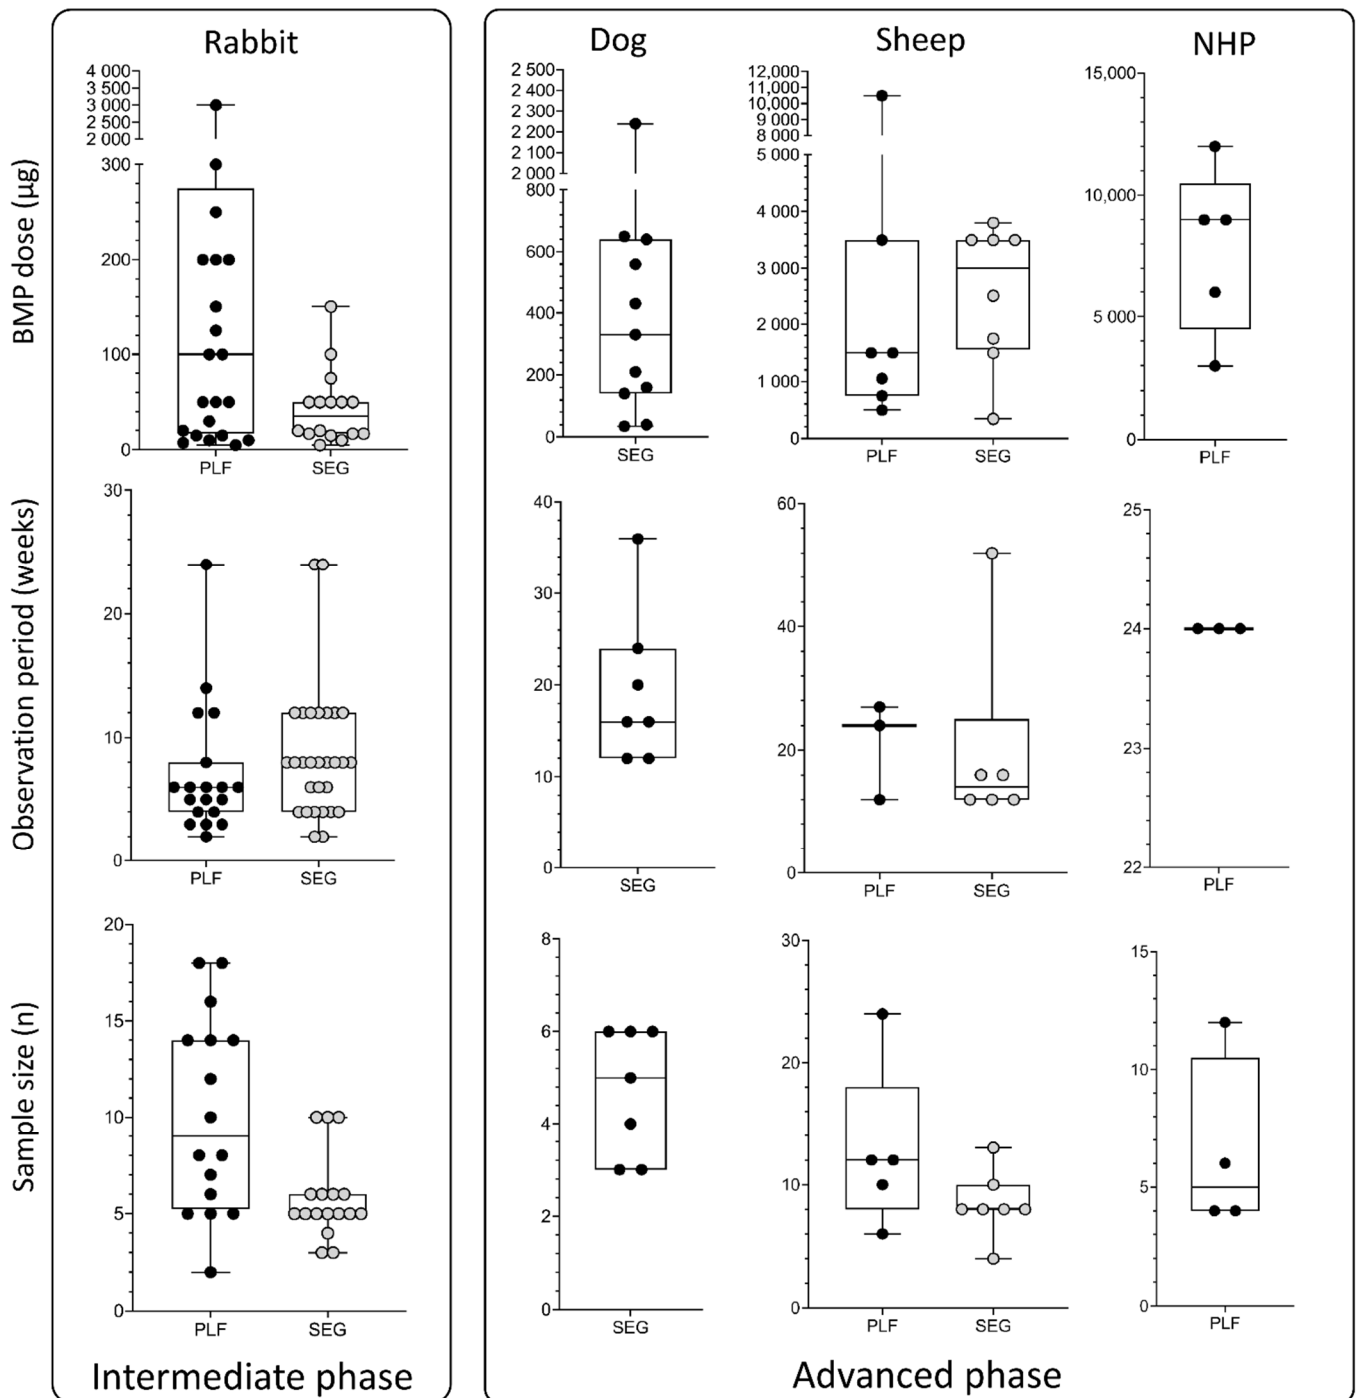 Rabbit
Dog
Sheep
NHP
BMP dose (µg)
4 000
3 500
3 000
2 500
2 000
300
200
100
0
PLF
SEG
2 500
2 400
2 300
2 200
2 100
2 000
800
600
400
200
0
SEG
12,000
11,000
10,000
9 000
8 000
5 000
4 000
3 000
2 000
1 000
0
PLF
SEG
15,000
10,000
5 000
0
PLF
Observation period (weeks)
30
20
10
0
PLF
SEG
40
30
20
10
0
SEG
60
40
20
0
PLF
SEG
25
24
23
22
PLF
Sample size (n)
20
15
10
5
0
PLF
SEG
8
6
4
2
0
SEG
30
20
10
0
PLF
SEG
15
10
5
0
PLF
Intermediate phase
Advanced phase